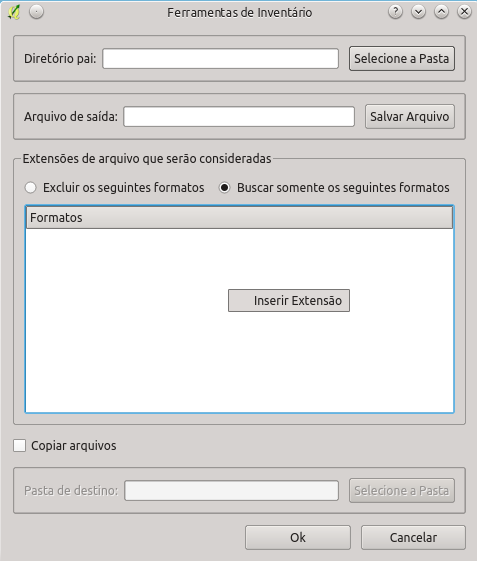 Ferramentas de Inventário
Diretório pai:
Selecione a Pasta
Arquivo de saída:
Salvar Arquivo
Extensões de arquivo que serão consideradas
Excluir os seguintes formatos
Buscar somente os seguintes formatos
Formatos
Inserir Extensão
Copiar arquivos
Pasta de destino:
Selecione a Pasta
Ok
Cancelar